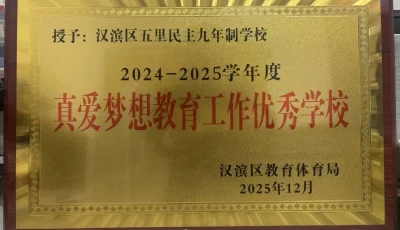 授予：汉滨区五里民主九年制学校
2024-2025学年度
真爱梦想教育工作优秀学校
汉滨区教育体育局
2025年12月